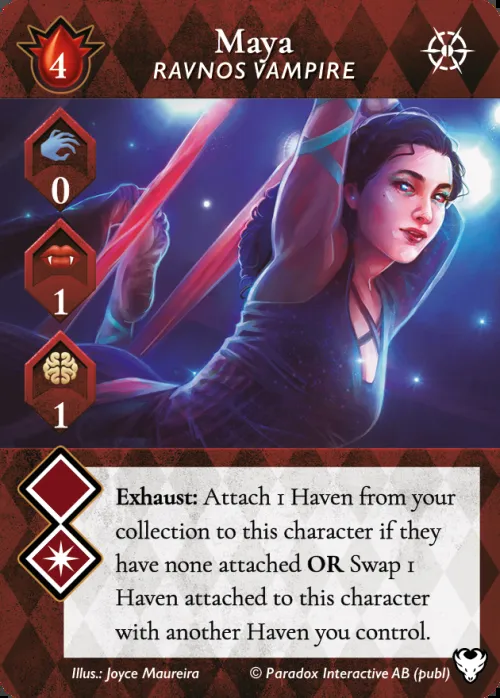 4
Maya
RAVNOS VAMPIRE
0
1
1
Exhaust: Attach 1 Haven from your
collection to this character if they
have none attached OR Swap 1
Haven attached to this character
with another Haven you control.
Illus.: Joyce Maureira © Paradox Interactive AB (publ)